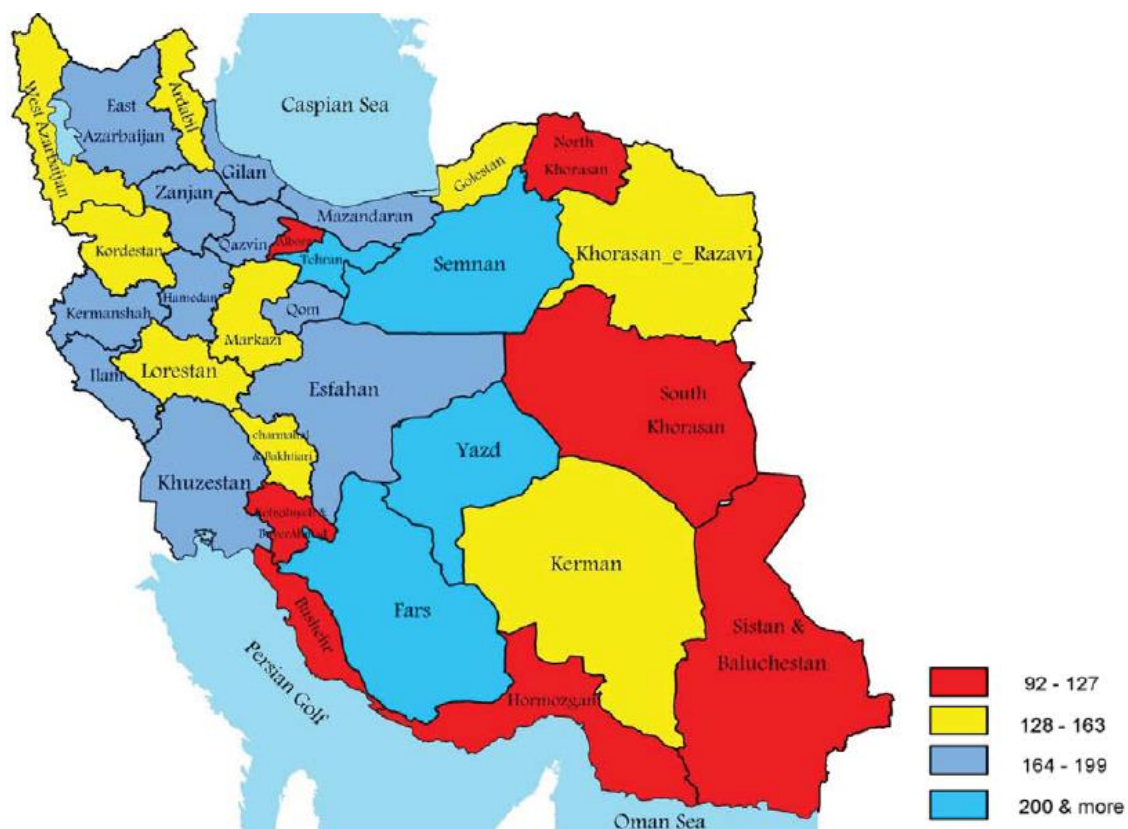 Caspian Sea
West Azarbaijan
East
Azarbaijan
Ardabil
Gilan
Zanjan
Qazvin
Mazandaran
Golestan
North
Khorasan
Khorasan_e_Razavi
Semnan
Tehran
Kordestan
Hamedan
Kermanshah
Qom
Markazi
Lorestan
Ilam
Esfahan
South
Khorasan
Yazd
& Bakhtiari
Khuzestan
Kerman
Fars
Bushehr
Sistan &
Baluchestan
Hormozgan
Persian Golf
Oman Sea
92 - 127
128 - 163
164 - 199
200 & more